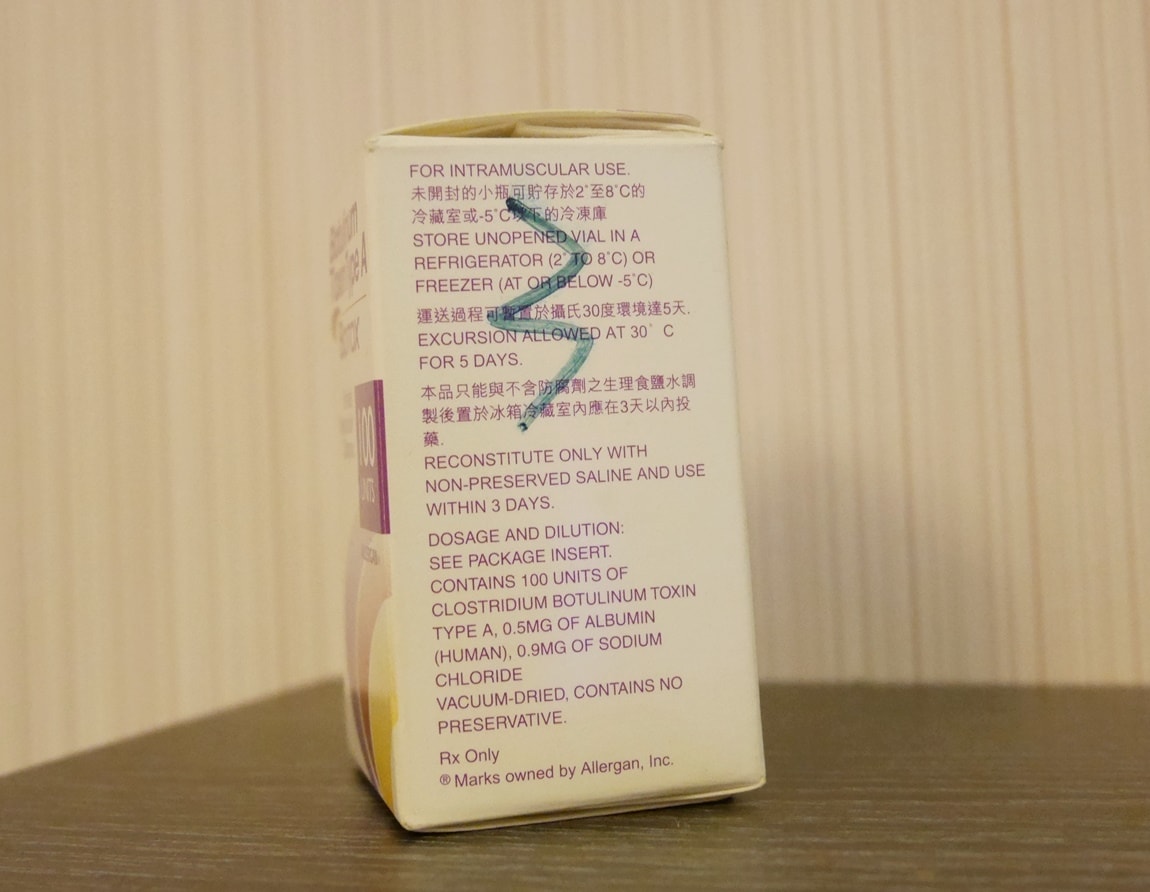 FOR INTRAMUSCULAR USE.
未開封的小瓶可貯存於2˚至8˚C的
冷藏室或-5˚C以下的冷凍庫
STORE UNOPENED VIAL IN A
REFRIGERATOR (2˚ TO 8˚C) OR
FREEZER (AT OR BELOW -5˚C)
運送過程可暫置於攝氏30度環境達5天.
EXCURSION ALLOWED AT 30˚ C
FOR 5 DAYS.
本品只能與不含防腐劑之生理食鹽水調
製後置於冰箱冷藏室內應在3天以內投
藥.
RECONSTITUTE ONLY WITH
NON-PRESERVED SALINE AND USE
WITHIN 3 DAYS.
DOSAGE AND DILUTION:
SEE PACKAGE INSERT.
CONTAINS 100 UNITS OF
CLOSTRIDIUM BOTULINUM TOXIN
TYPE A, 0.5MG OF ALBUMIN
(HUMAN), 0.9MG OF SODIUM
CHLORIDE
VACUUM-DRIED, CONTAINS NO
PRESERVATIVE.
Rx Only
® Marks owned by Allergan, Inc.
100
UNITS